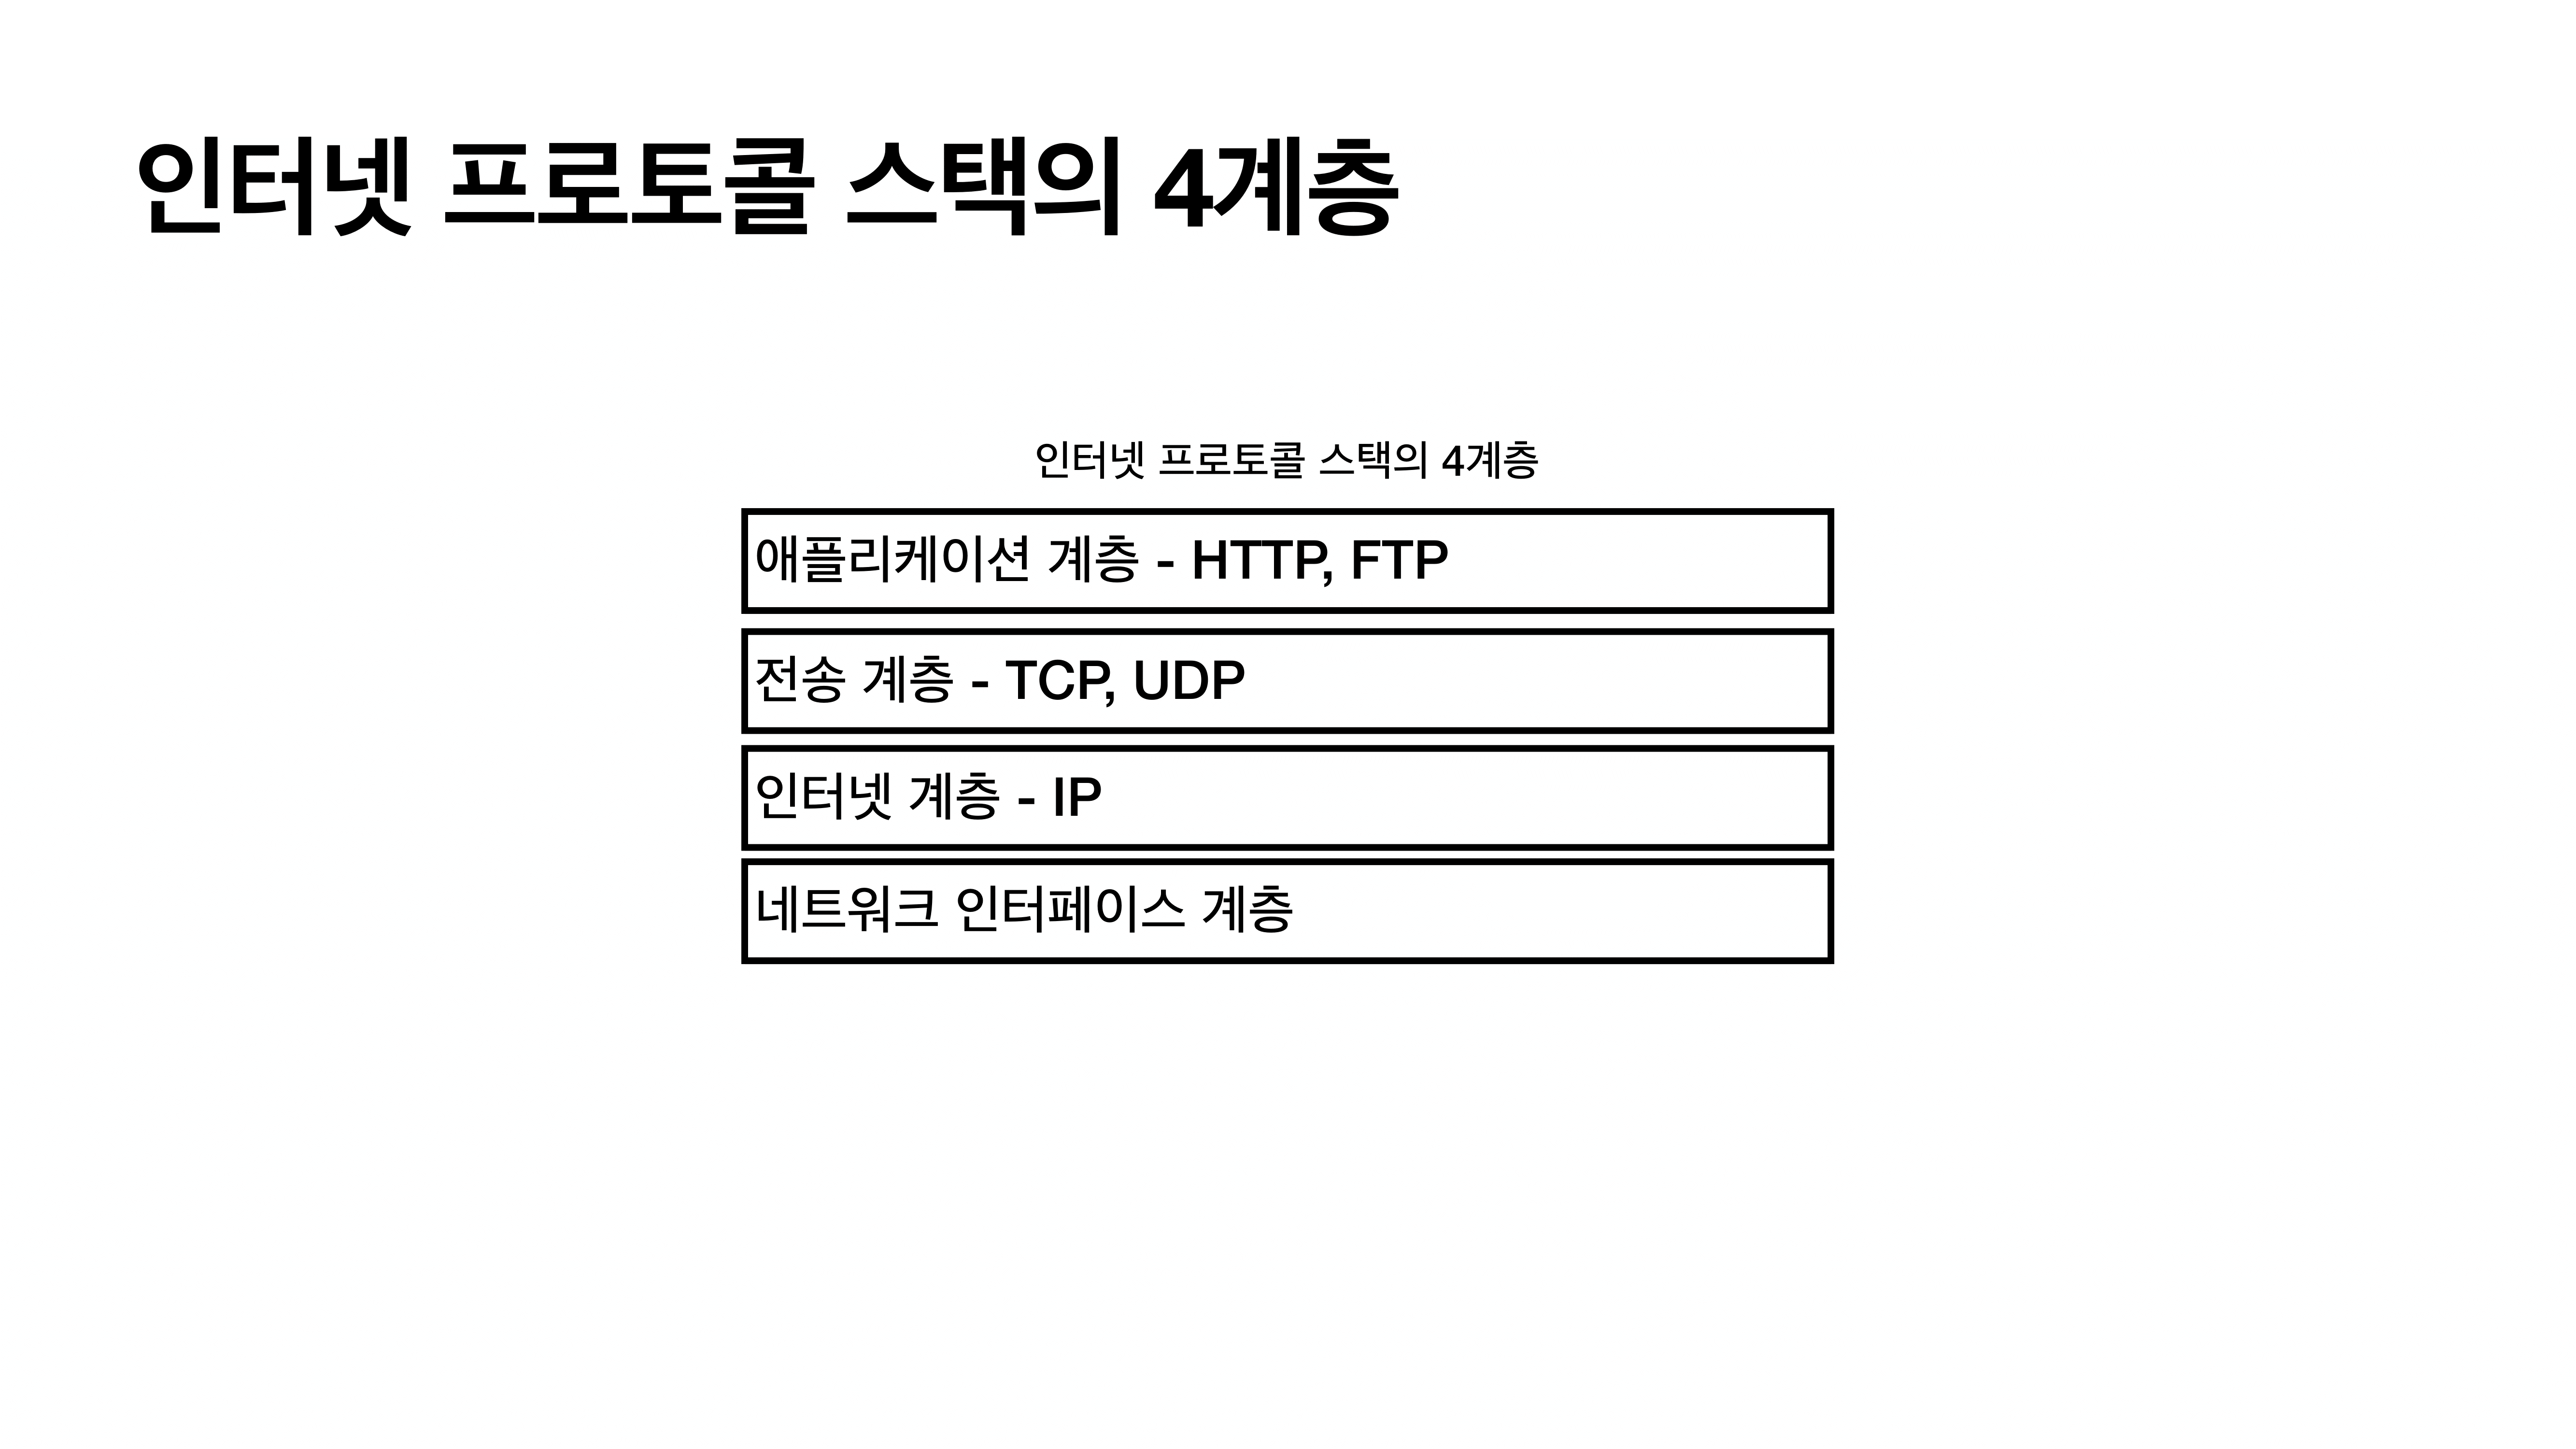 인터넷 프로토콜 스택의 4계층
인터넷 프로토콜 스택의 4계층
애플리케이션 계층 - HTTP, FTP
전송 계층 - TCP, UDP
인터넷 계층 - IP
네트워크 인터페이스 계층